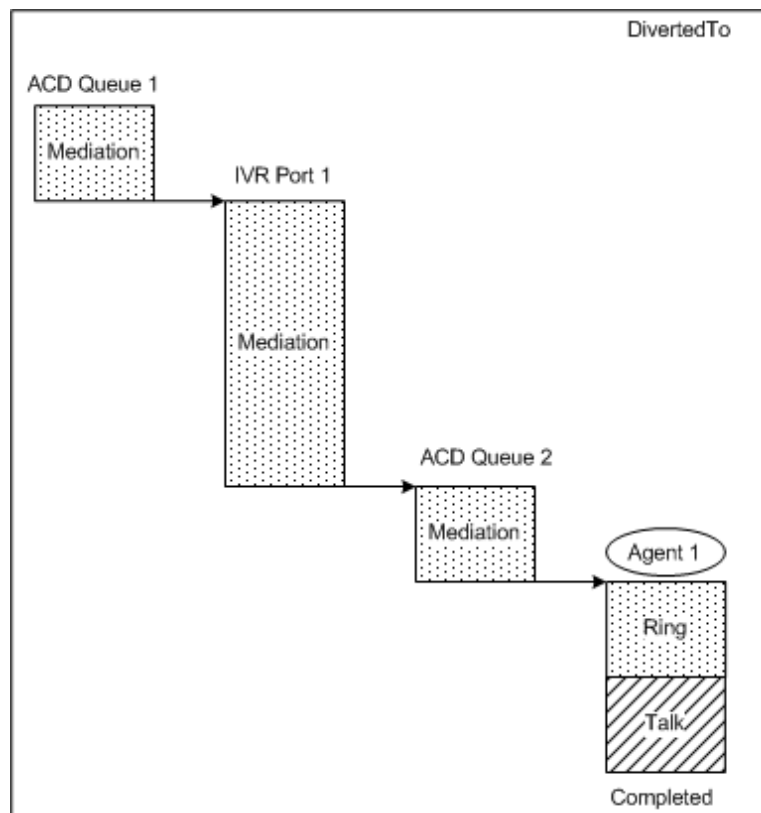 DivertedTo
ACD Queue 1
Mediation
IVR Port 1
Mediation
ACD Queue 2
Mediation
Agent 1
Ring
Talk
Completed